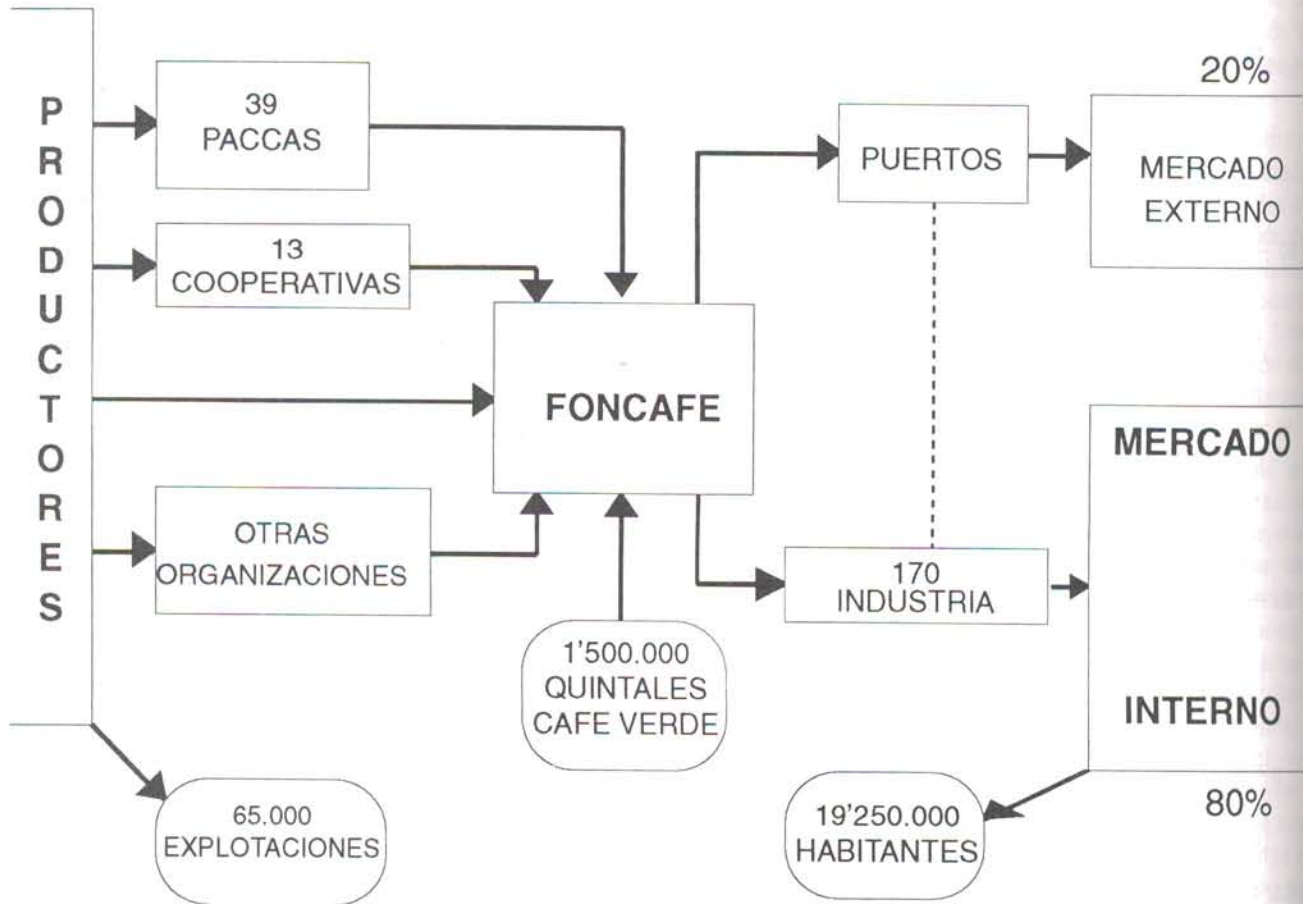 PRODUCTORES
39
PACCAS
13
COOPERATIVAS
OTRAS
ORGANIZACIONES
65.000
EXPLOTACIONES
FONCAFE
1'500.000
QUINTALES
CAFE VERDE
PUERTOS
170
INDUSTRIA
20%
MERCADO
EXTERNO
MERCADO
INTERNO
80%
19'250.000
HABITANTES